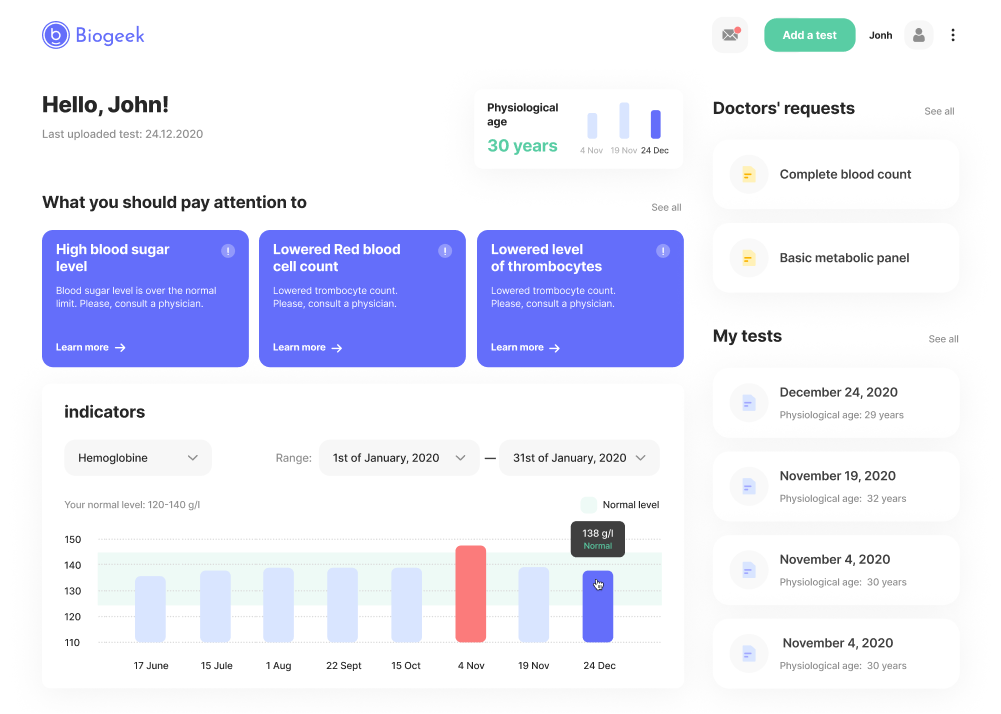 Biogeek
Add a test
Jonh
Hello, John!
Last uploaded test: 24.12.2020
Physiological
age
30 years
4 Nov
19 Nov
24 Dec
What you should pay attention to
See all
High blood sugar
level
!
Blood sugar level is over the normal
limit. Please, consult a physician.
Learn more
Lowered Red blood
cell count
!
Lowered trombocyte count.
Please, consult a physician.
Learn more
Lowered level
of thrombocytes
!
Lowered trombocyte count.
Please, consult a physician.
Learn more
indicators
Hemoglobine
Range:
1st of January, 2020
—
31st of January, 2020
Your normal level: 120-140 g/l
Normal level
138 g/l
Normal
150
140
130
120
110
17 June
15 Jule
1 Aug
22 Sept
15 Oct
4 Nov
19 Nov
24 Dec
Doctors' requests
See all
Complete blood count
Basic metabolic panel
My tests
See all
December 24, 2020
Physiological age: 29 years
November 19, 2020
Physiological age: 32 years
November 4, 2020
Physiological age: 30 years
November 4, 2020
Physiological age: 30 years